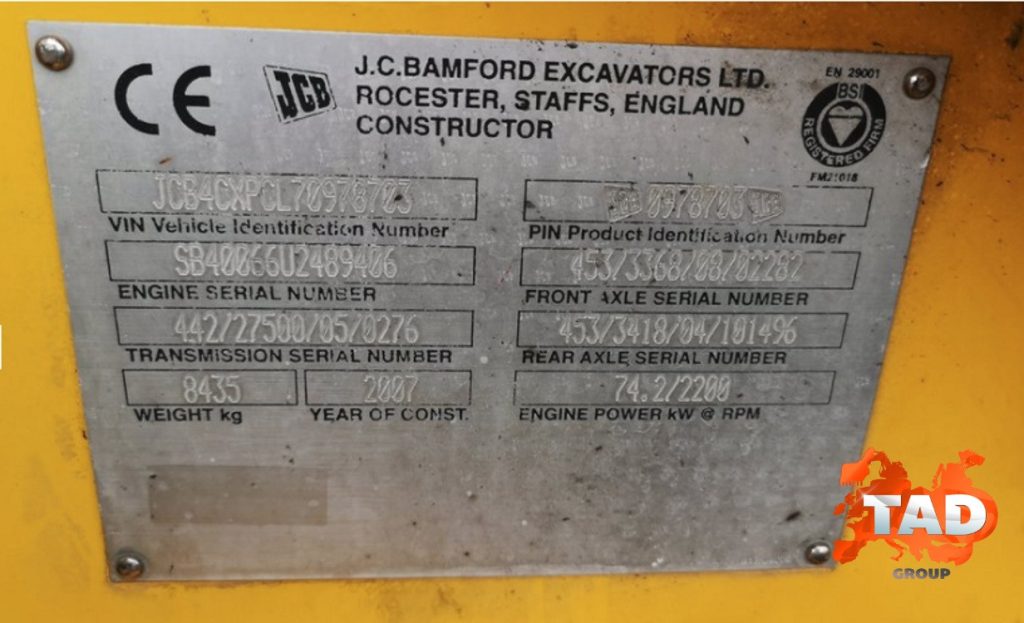 CE
JCB
J.C.BAMFORD EXCAVATORS LTD.
ROCESTER, STAFFS, ENGLAND
CONSTRUCTOR
EN 29001
BSI
REGISTERED FIRM
FM21018
JCB4CXPCL70978703
VIN Vehicle Identification Number
JCB 0978703 JCB
PIN Product Identification Number
SB40066U2489406
ENGINE SERIAL NUMBER
453/3368/08/02282
FRONT AXLE SERIAL NUMBER
442/27500/05/0276
TRANSMISSION SERIAL NUMBER
453/3418/04/101496
REAR AXLE SERIAL NUMBER
8435
WEIGHT kg
2007
YEAR OF CONST.
74.2/2200
ENGINE POWER kW @ RPM
TAD
GROUP